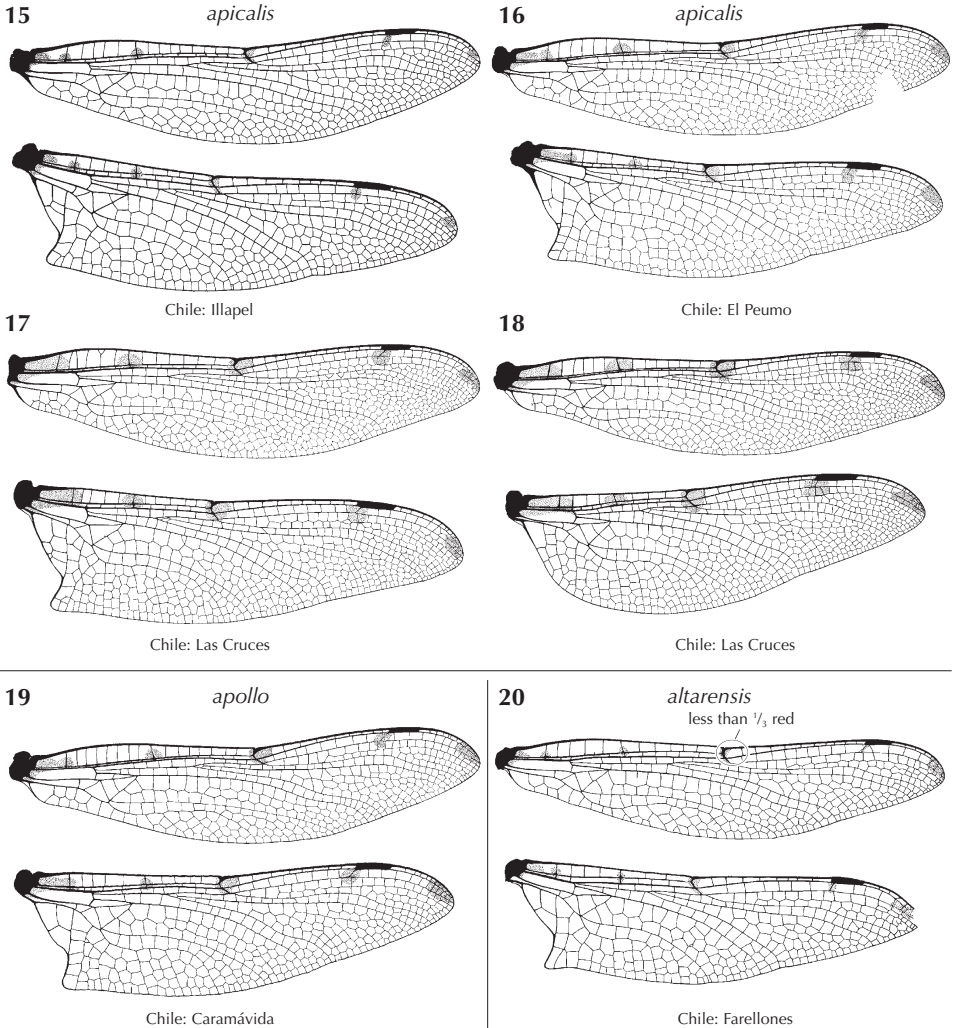 15
apicalis
Chile: Illapel
16
apicalis
Chile: El Peumo
17
Chile: Las Cruces
18
Chile: Las Cruces
19
apollo
Chile: Caramávida
20
altarensis
less than 1/3 red
Chile: Farellones